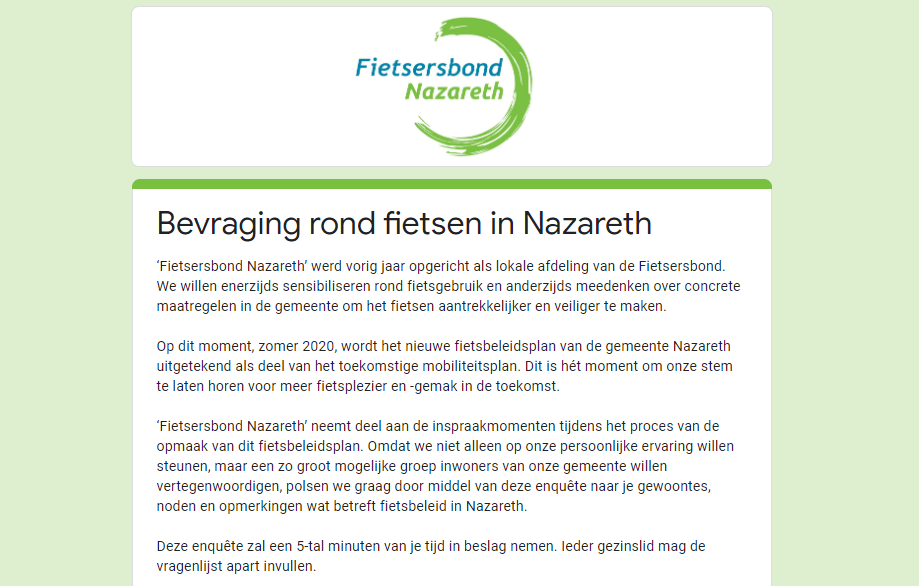 Fietsersbond
Nazareth
Bevraging rond fietsen in Nazareth
‘Fietsersbond Nazareth’ werd vorig jaar opgericht als lokale afdeling van de Fietsersbond.
We willen enerzijds sensibiliseren rond fietsgebruik en anderzijds meedenken over concrete
maatregelen in de gemeente om het fietsen aantrekkelijker en veiliger te maken.
Op dit moment, zomer 2020, wordt het nieuwe fietsbeleidsplan van de gemeente Nazareth
uitgetekend als deel van het toekomstige mobiliteitsplan. Dit is hét moment om onze stem
te laten horen voor meer fietsplezier en -gemak in de toekomst.
‘Fietsersbond Nazareth’ neemt deel aan de inspraakmomenten tijdens het proces van de
opmaak van dit fietsbeleidsplan. Omdat we niet alleen op onze persoonlijke ervaring willen
steunen, maar een zo groot mogelijke groep inwoners van onze gemeente willen
vertegenwoordigen, polsen we graag door middel van deze enquête naar je gewoontes,
noden en opmerkingen wat betreft fietsbeleid in Nazareth.
Deze enquête zal een 5-tal minuten van je tijd in beslag nemen. Ieder gezinslid mag de
vragenlijst apart invullen.